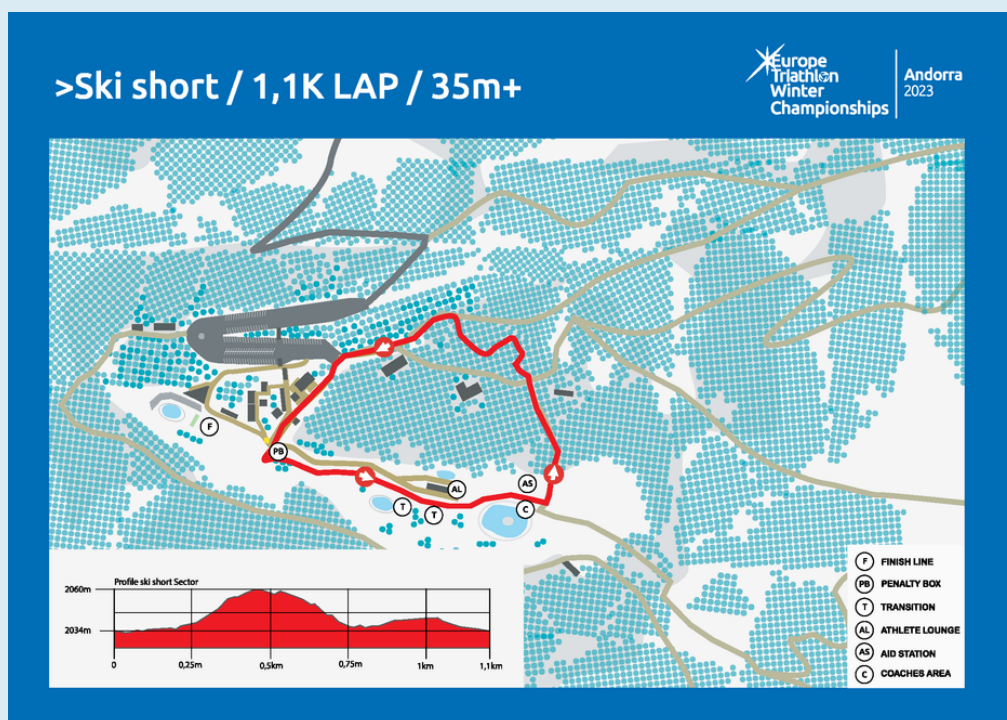 >Ski short / 1,1K LAP / 35m+
Europe
Triathlon
Winter
Championships
Andorra
2023
F
PB
AL
AS
T
T
C
Profile ski short Sector
2060m
2034m
0
0,25m
0,5km
0,75m
1km
1,1km
F FINISH LINE
PB PENALTY BOX
T TRANSITION
AL ATHLETE LOUNGE
AS AID STATION
C COACHES AREA